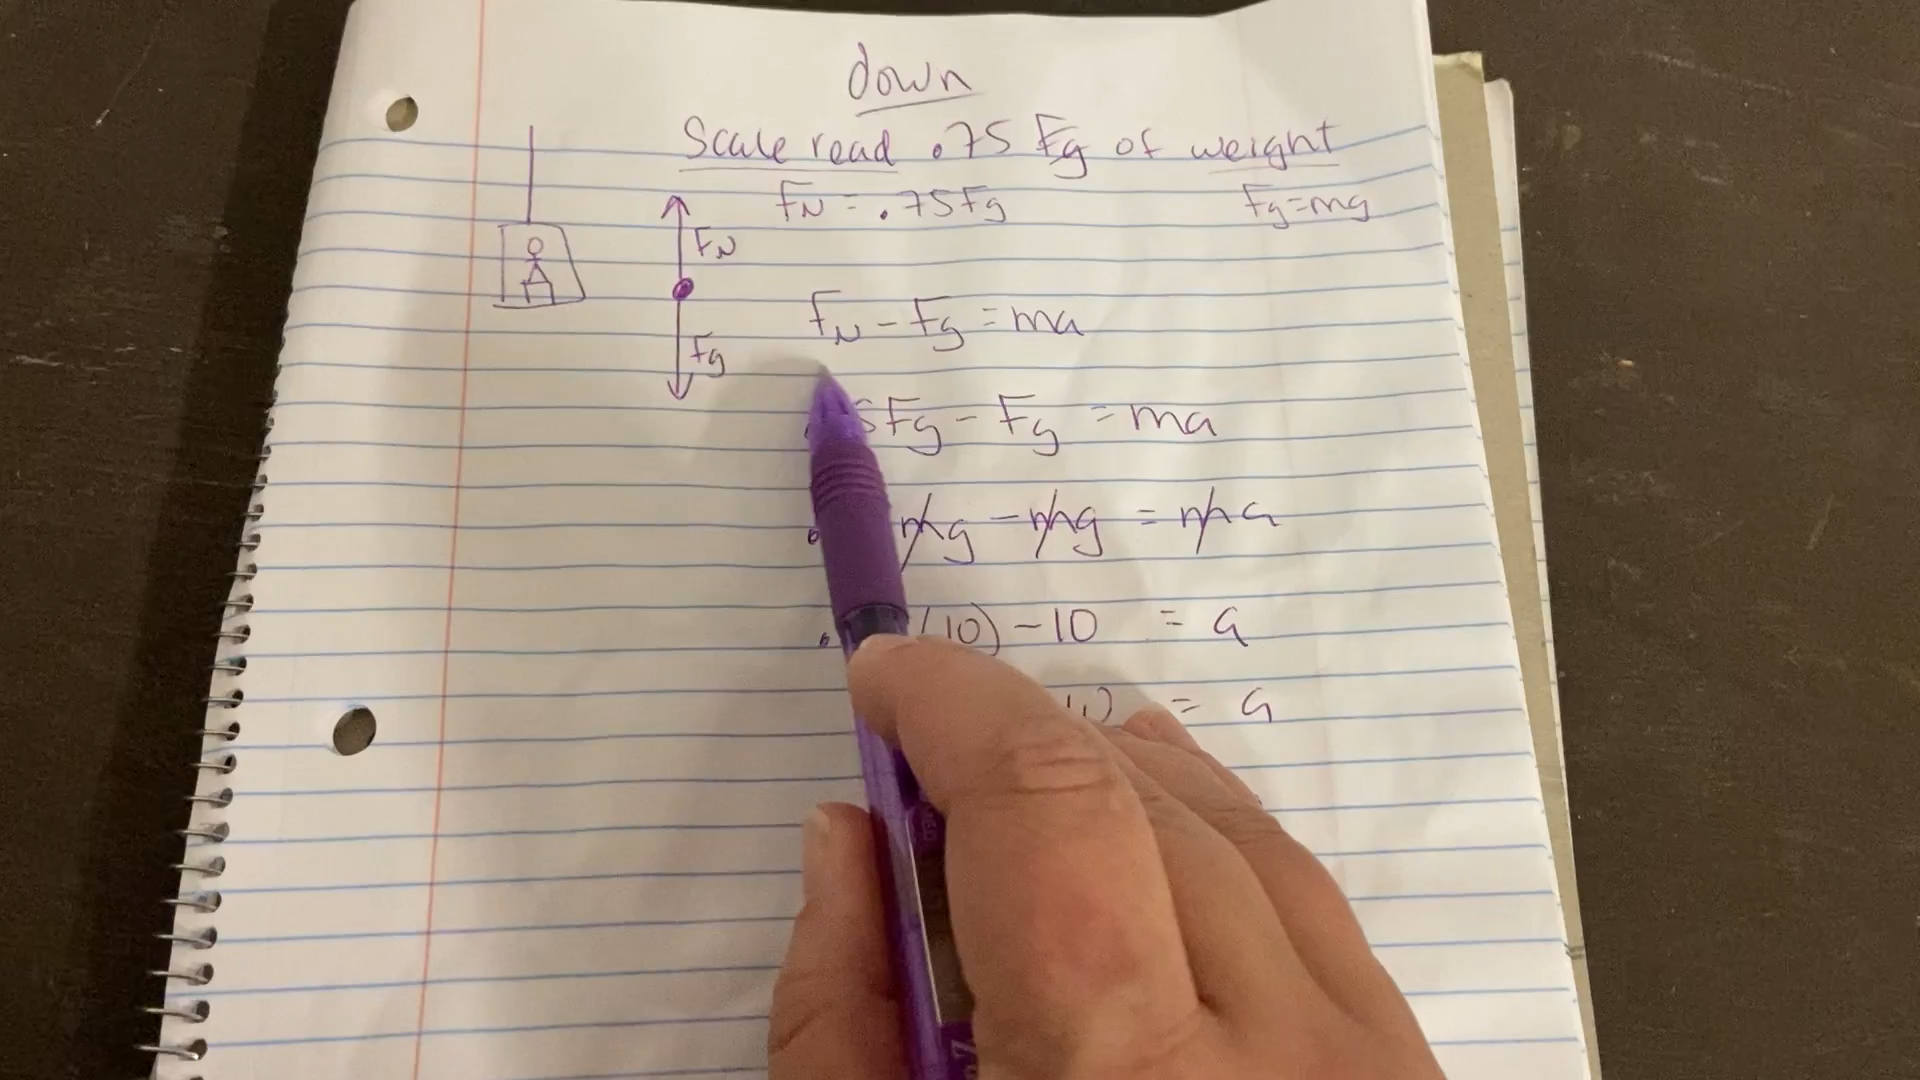 down
Scale read .75 Fg of weight
FN = .75Fg
Fg=mg
FN
FN - Fg = ma
Fg
Fg - Fg = ma
mg - mg = ma
(10) - 10 = a
= a